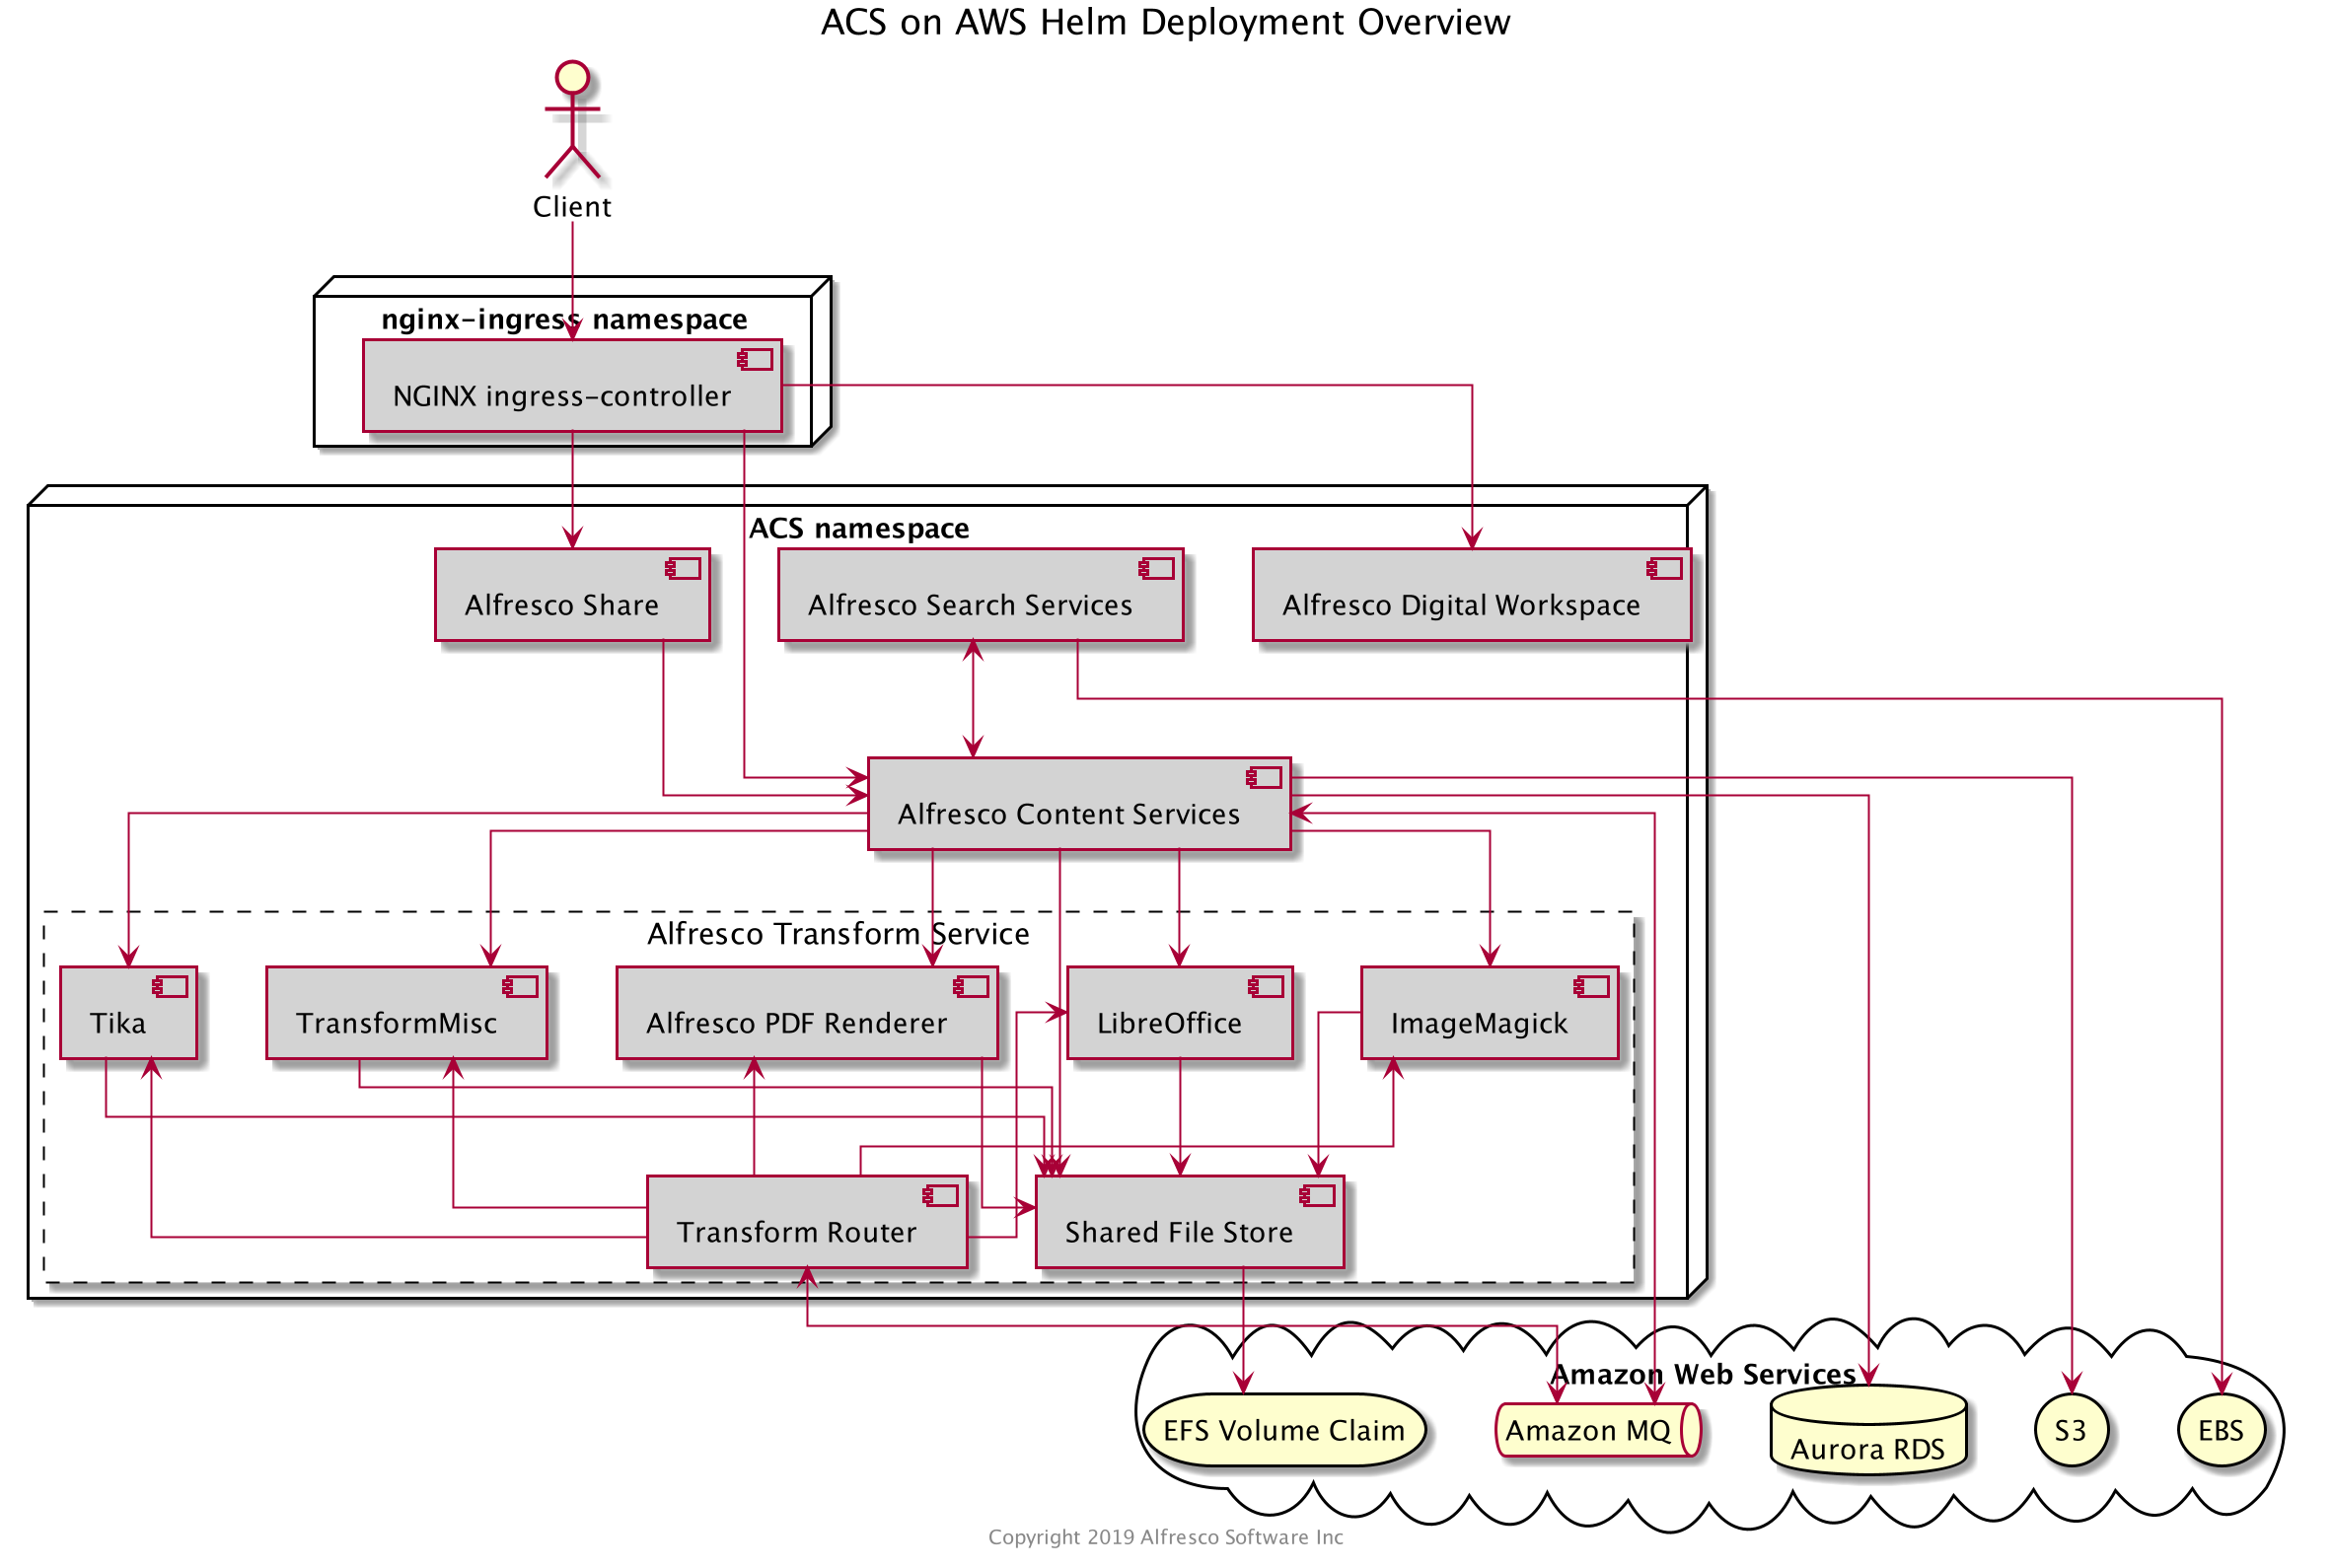 ACS on AWS Helm Deployment Overview
Client
nginx-ingress namespace
NGINX ingress-controller
ACS namespace
Alfresco Share
Alfresco Search Services
Alfresco Digital Workspace
Alfresco Content Services
Alfresco Transform Service
Tika
TransformMisc
Alfresco PDF Renderer
LibreOffice
ImageMagick
Transform Router
Shared File Store
Amazon Web Services
EFS Volume Claim
Amazon MQ
Aurora RDS
S3
EBS
Copyright 2019 Alfresco Software Inc